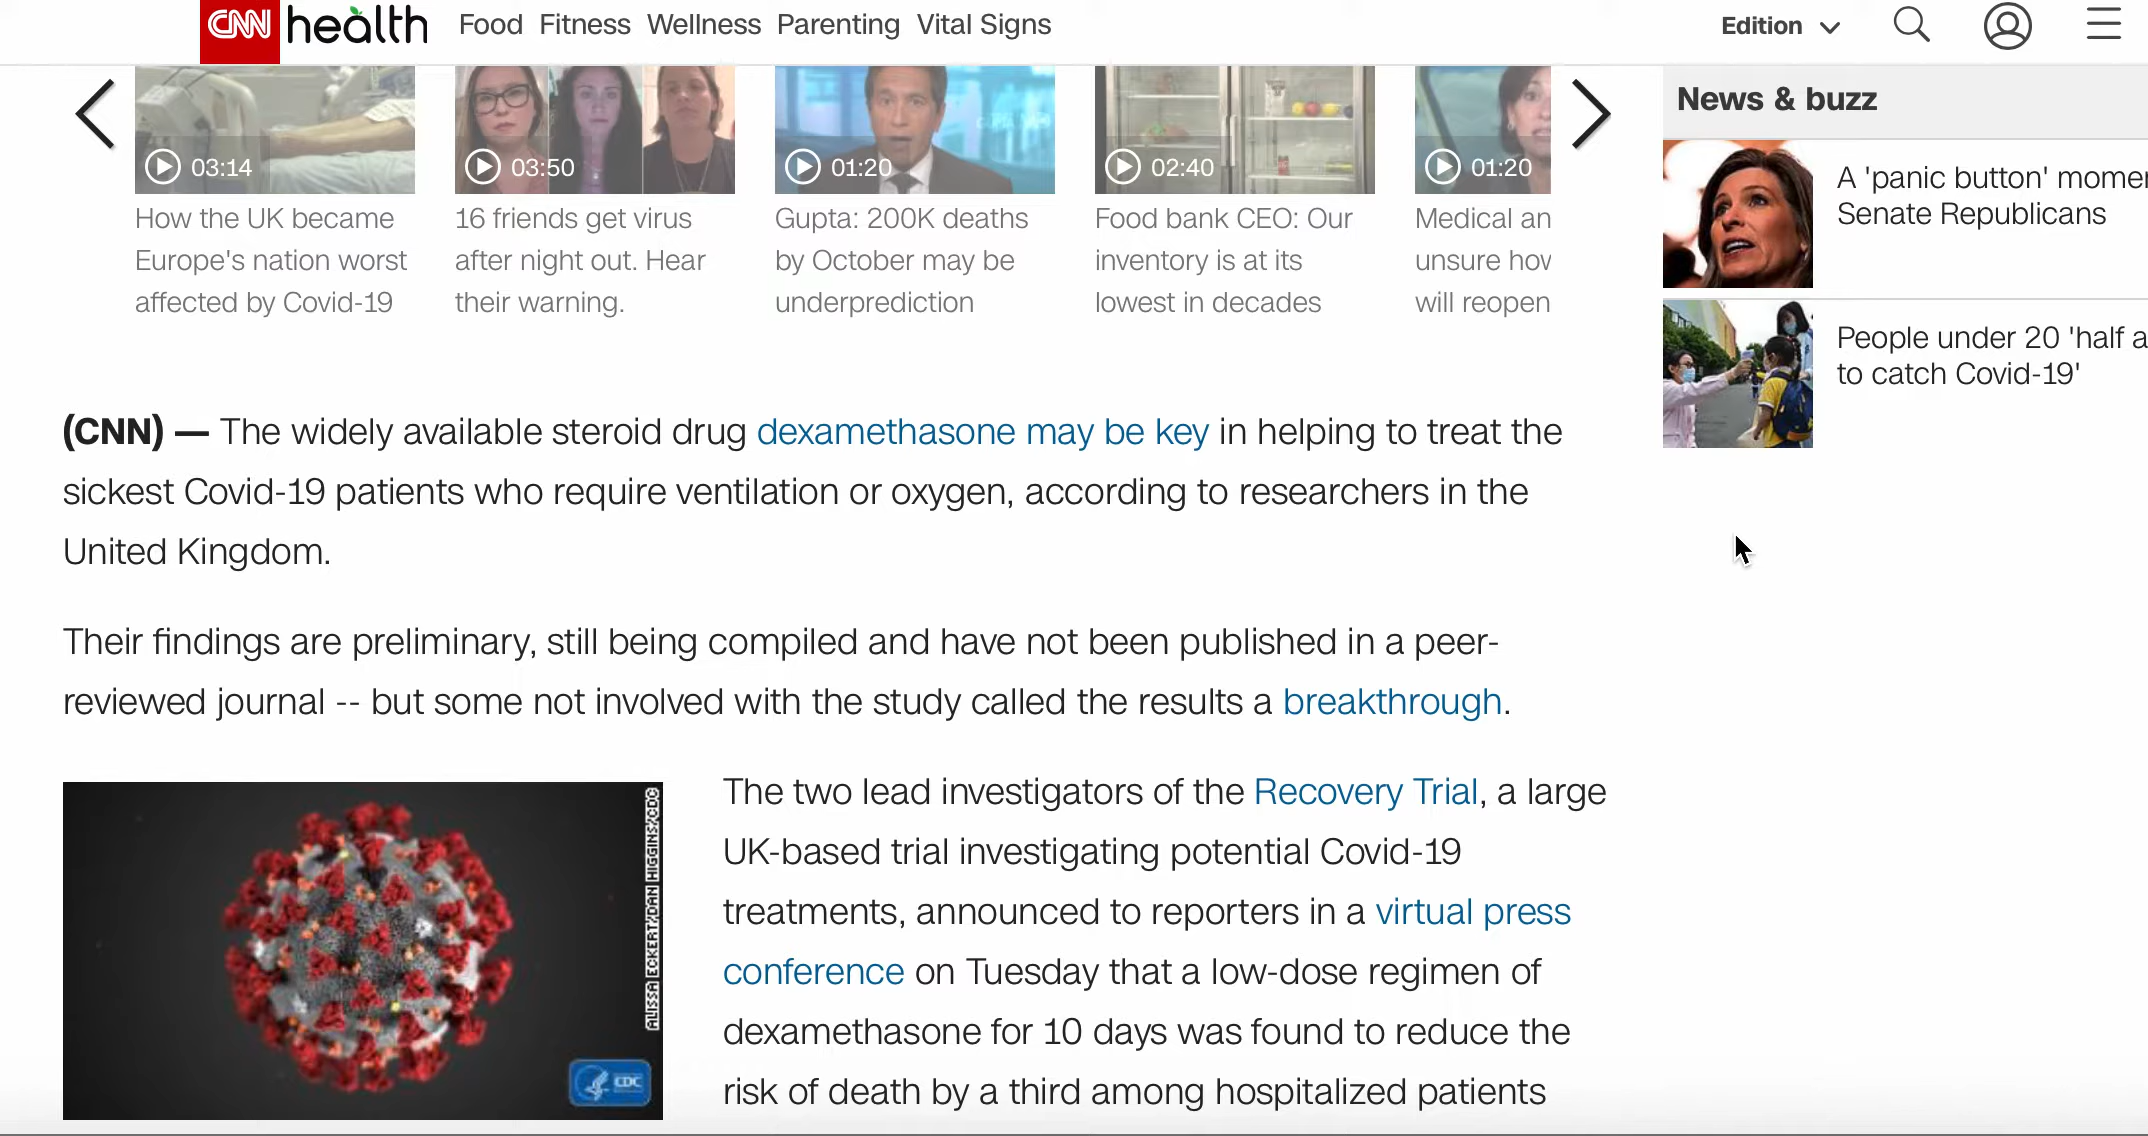 CNN health Food Fitness Wellness Parenting Vital Signs Edition
03:14
How the UK became
Europe's nation worst
affected by Covid-19
03:50
16 friends get virus
after night out. Hear
their warning.
01:20
Gupta: 200K deaths
by October may be
underprediction
02:40
Food bank CEO: Our
inventory is at its
lowest in decades
01:20
Medical an
unsure how
will reopen
News & buzz
A 'panic button' momen
Senate Republicans
People under 20 'half a
to catch Covid-19'
(CNN) — The widely available steroid drug dexamethasone may be key in helping to treat the
sickest Covid-19 patients who require ventilation or oxygen, according to researchers in the
United Kingdom.
Their findings are preliminary, still being compiled and have not been published in a peer-
reviewed journal -- but some not involved with the study called the results a breakthrough.
ALISSA ECKERT/DAN HIGGINS/CDC
CDC
The two lead investigators of the Recovery Trial, a large
UK-based trial investigating potential Covid-19
treatments, announced to reporters in a virtual press
conference on Tuesday that a low-dose regimen of
dexamethasone for 10 days was found to reduce the
risk of death by a third among hospitalized patients